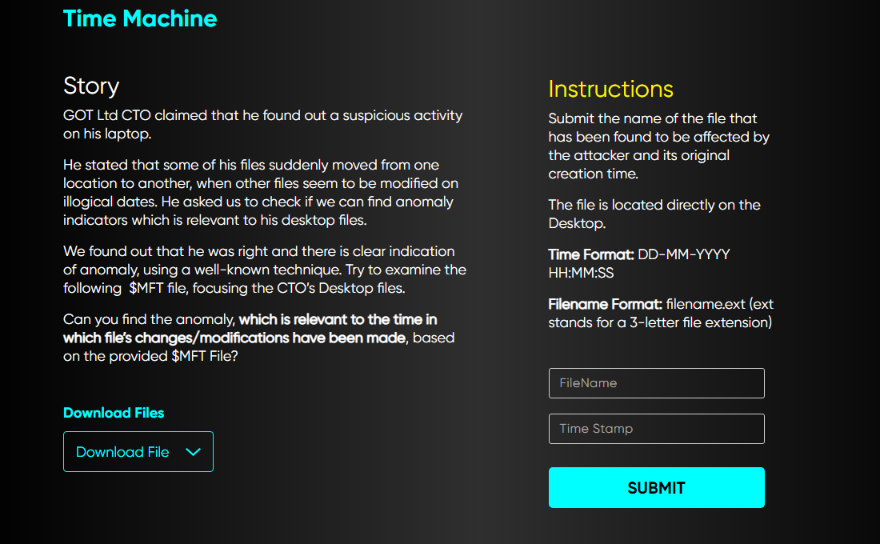 Time Machine
Story
GOT Ltd CTO claimed that he found out a suspicious activity
on his laptop.
He stated that some of his files suddenly moved from one
location to another, when other files seem to be modified on
illogical dates. He asked us to check if we can find anomaly
indicators which is relevant to his desktop files.
We found out that he was right and there is clear indication
of anomaly, using a well-known technique. Try to examine the
following $MFT file, focusing the CTO's Desktop files.
Can you find the anomaly, which is relevant to the time in
which file's changes/modifications have been made, based
on the provided $MFT File?
Download Files
Download File
Instructions
Submit the name of the file that
has been found to be affected by
the attacker and its original
creation time.
The file is located directly on the
Desktop.
Time Format: DD-MM-YYYY
HH:MM:SS
Filename Format: filename.ext (ext
stands for a 3-letter file extension)
FileName
Time Stamp
SUBMIT